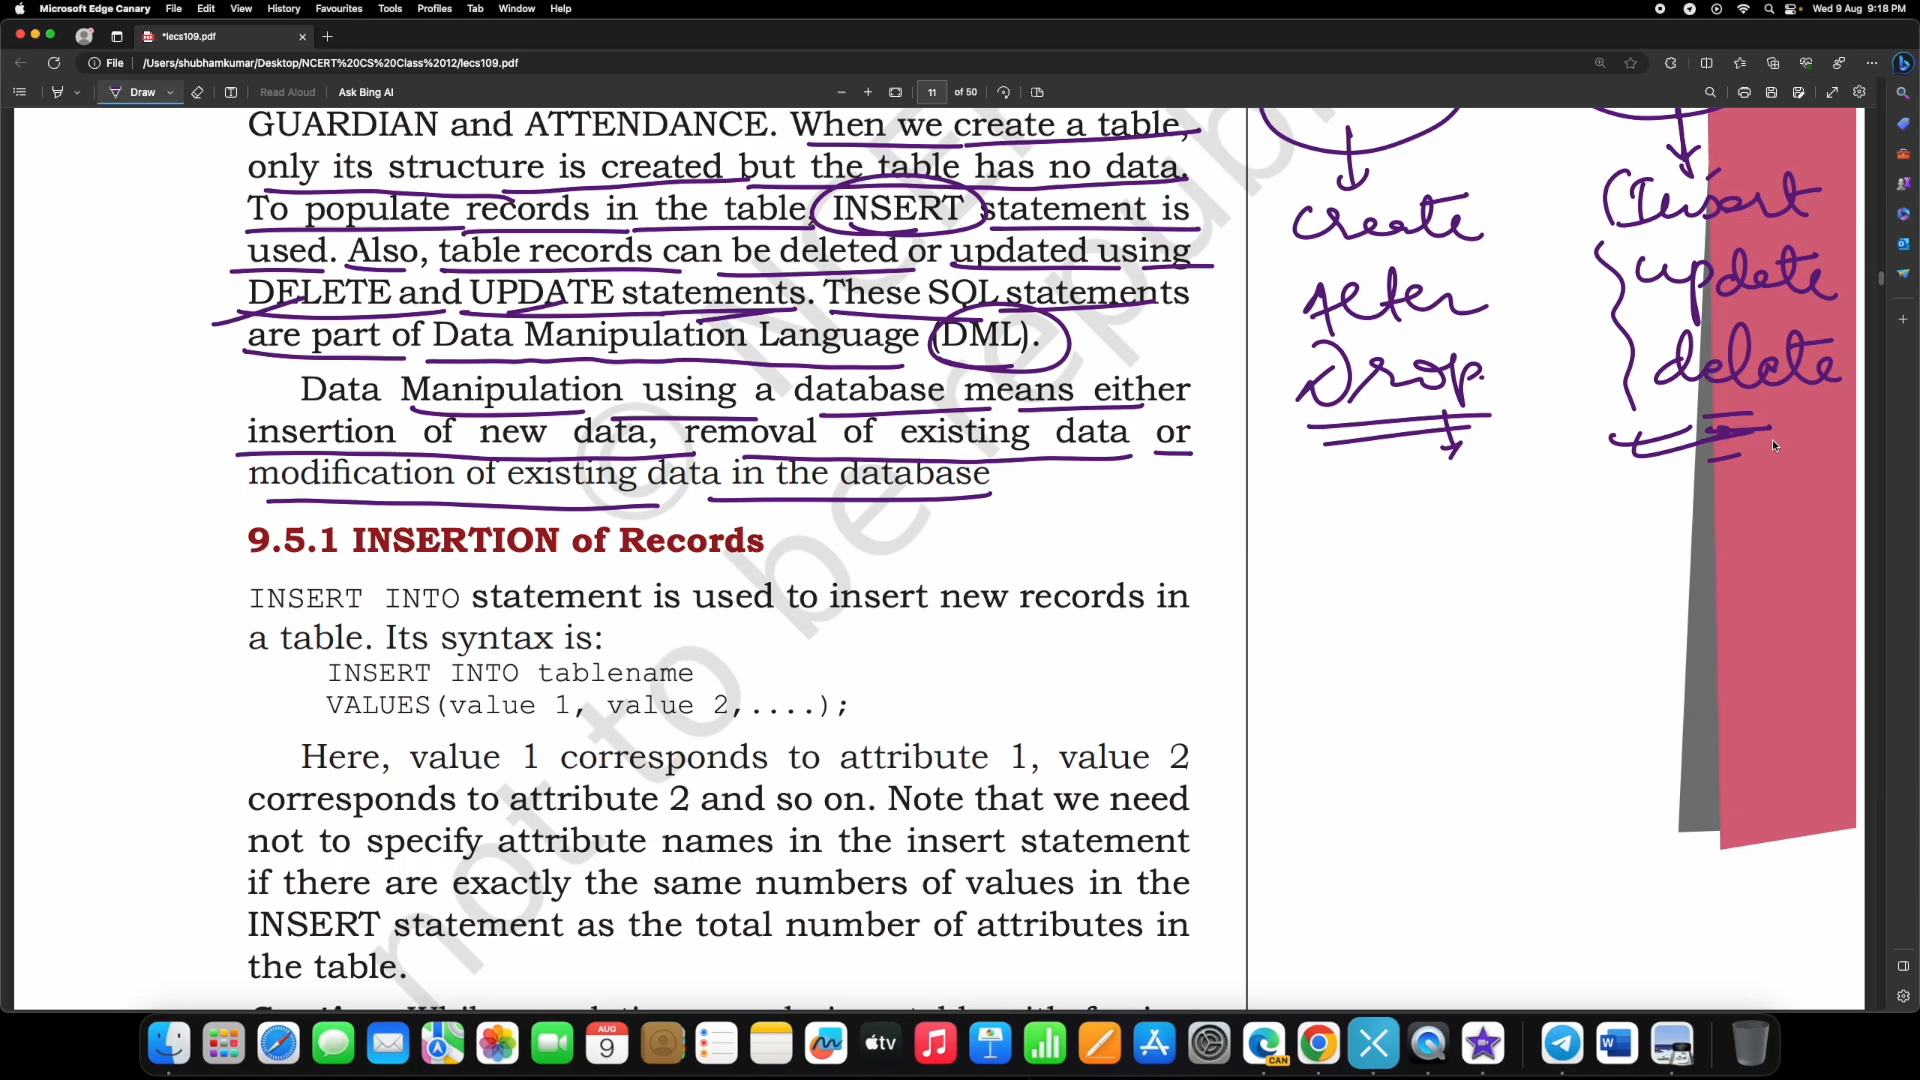 Microsoft Edge Canary File Edit View History Favourites Tools Profiles Tab Window Help Wed 9 Aug 9:18 PM
*lecs109.pdf
File /Users/shubhamkumar/Desktop/NCERT%20CS%20Class%2012/lecs109.pdf
Draw Read Aloud Ask Bing AI 11 of 50
GUARDIAN and ATTENDANCE. When we create a table,
only its structure is created but the table has no data.
To populate records in the table, INSERT statement is
used. Also, table records can be deleted or updated using
DELETE and UPDATE statements. These SQL statements
are part of Data Manipulation Language (DML).
Data Manipulation using a database means either
insertion of new data, removal of existing data or
modification of existing data in the database
9.5.1 INSERTION of Records
INSERT INTO statement is used to insert new records in
a table. Its syntax is:
INSERT INTO tablename
VALUES(value 1, value 2,....);
Here, value 1 corresponds to attribute 1, value 2
corresponds to attribute 2 and so on. Note that we need
not to specify attribute names in the insert statement
if there are exactly the same numbers of values in the
INSERT statement as the total number of attributes in
the table.
create
Alter
Drop
Insert
update
delete
© NCERT
not to be republ
AUG
9
tv
CAN
W